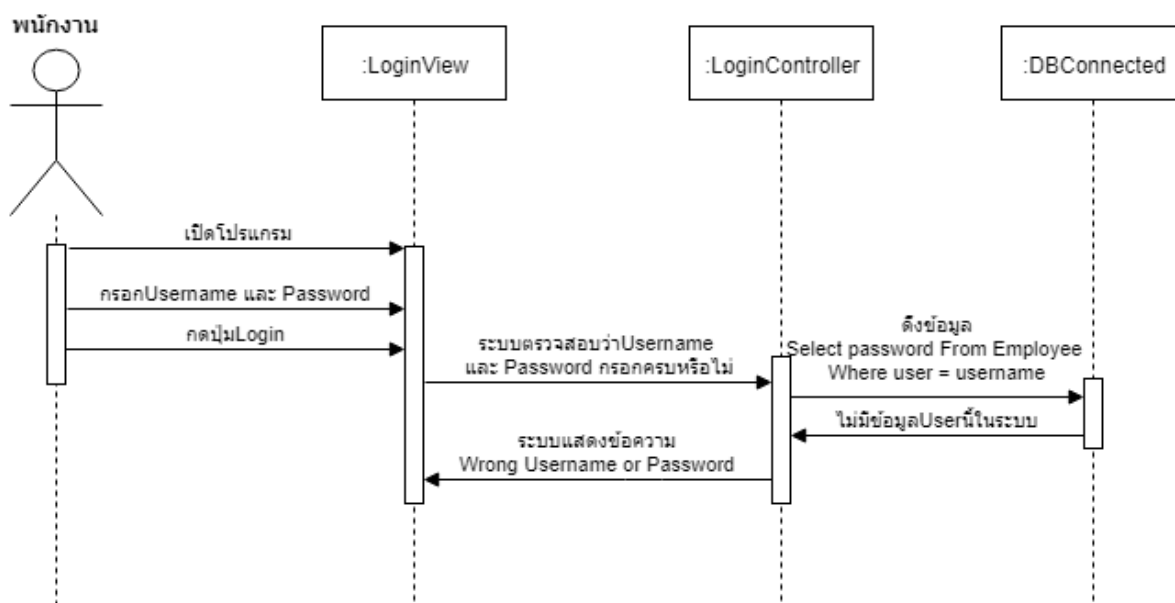 พนักงาน
:LoginView
:LoginController
:DBConnected
เปิดโปรแกรม
กรอกUsername และ Password
กดปุ่มLogin
ระบบตรวจสอบว่าUsername
และ Password กรอกครบหรือไม่
ดึงข้อมูล
Select password From Employee
Where user = username
ไม่มีข้อมูลUserนี้ในระบบ
ระบบแสดงข้อความ
Wrong Username or Password